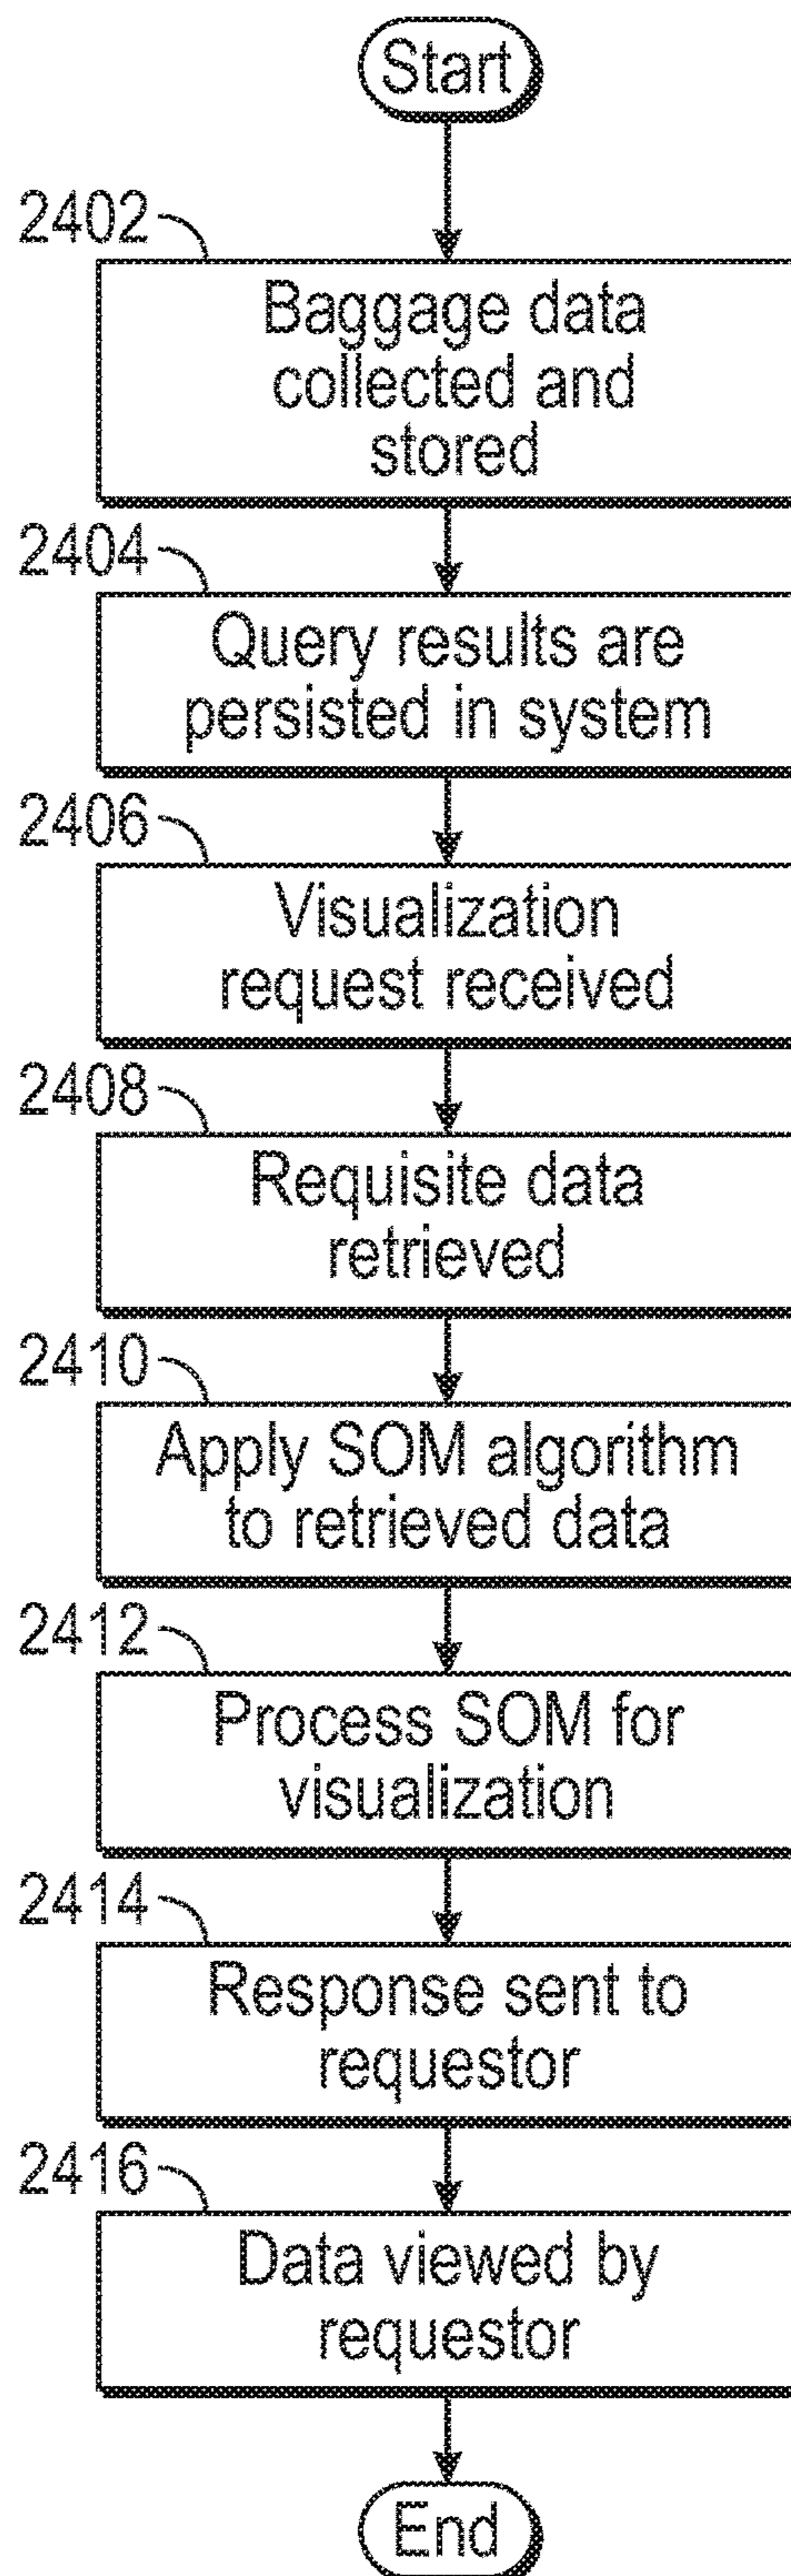 Start
2402
Baggage data
collected and
stored
2404
Query results are
persisted in system
2406
Visualization
request received
2408
Requisite data
retrieved
2410
Apply SOM algorithm
to retrieved data
2412
Process SOM for
visualization
2414
Response sent to
requestor
2416
Data viewed by
requestor
End